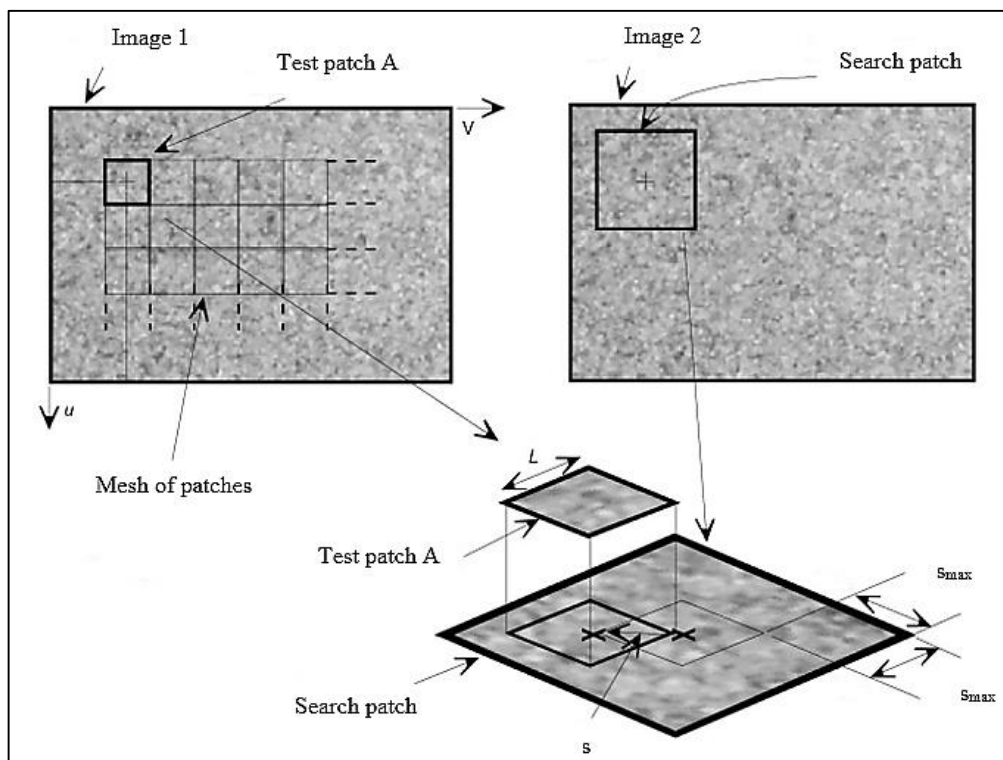 Image 1
Test patch A
Image 2
Search patch
V
u
Mesh of patches
L
Test patch A
smax
Search patch
smax
s